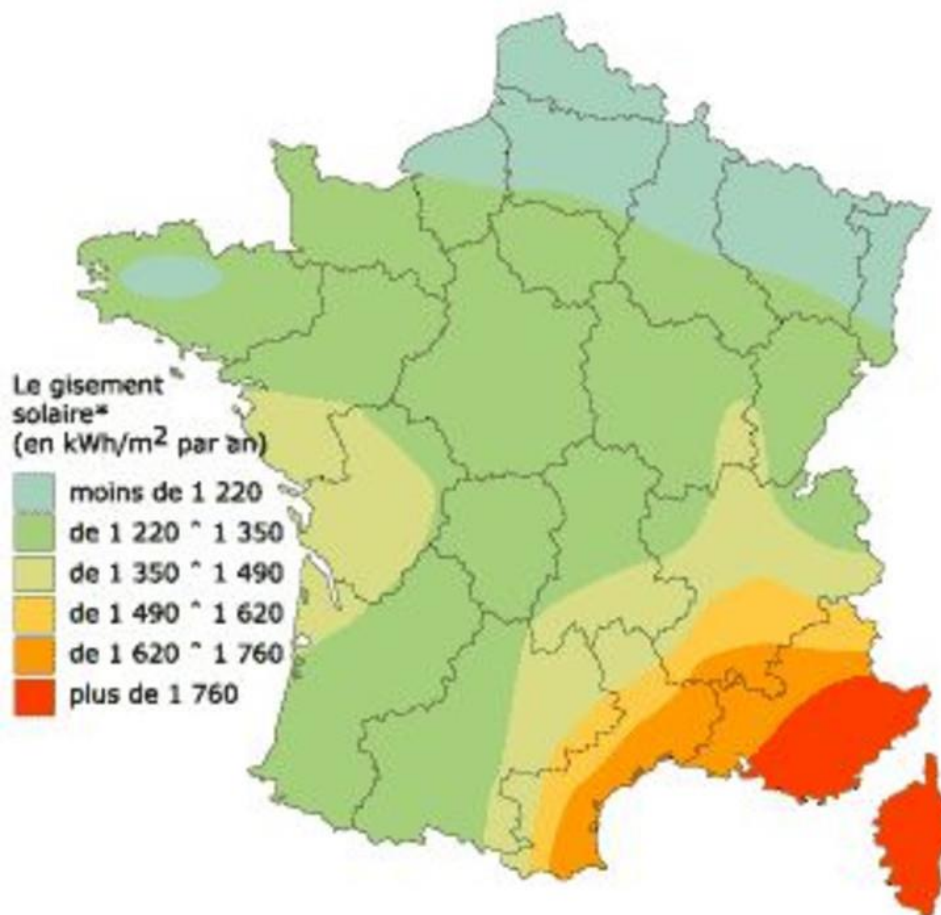 Le gisement
solaire*
(en kWh/m² par an)
moins de 1 220
de 1 220 ^ 1 350
de 1 350 ^ 1 490
de 1 490 ^ 1 620
de 1 620 ^ 1 760
plus de 1 760